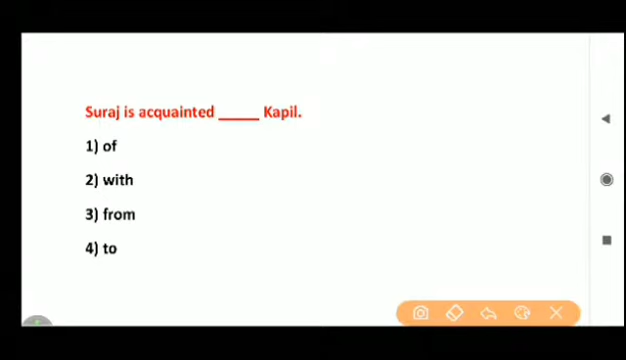 Suraj is acquainted _____ Kapil.
1) of
2) with
3) from
4) to